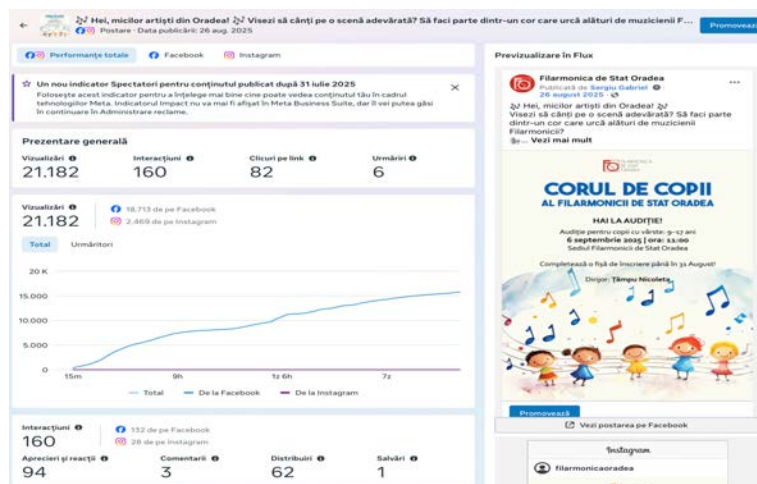 🎶 Hei, micilor artiști din Oradea! 🎶 Visezi să cânți pe o scenă adevărată? Să faci parte dintr-un cor care urcă alături de muzicienii F...
Postare · Data publicării: 26 aug. 2025
Promovează
Performanțe totale Facebook Instagram
Un nou indicator Spectatori pentru conținutul publicat după 31 iulie 2025
Folosește acest indicator pentru a înțelege mai bine cine poate vedea conținutul tău în cadrul
tehnologiilor Meta. Indicatorul Impact nu va mai fi afișat în Meta Business Suite, dar îl vei putea găsi
în continuare în Administrare reclame.
Prezentare generală
Vizualizări Interacțiuni Clicuri pe link Urmăriri
21.182 160 82 6
Vizualizări
21.182
18.713 de pe Facebook
2.469 de pe Instagram
Total Urmăritori
20 K
15.000
10.000
5.000
0
15m 9h 1z 6h 7z
Total De la Facebook De la Instagram
Interacțiuni
160
132 de pe Facebook
28 de pe Instagram
Aprecieri și reacții Comentarii Distribuiri Salvări
94 3 62 1
Previzualizare în Flux
Filarmonica de Stat Oradea
Publicată de Sergiu Gabriel
26 august 2025
🎶 Hei, micilor artiști din Oradea! 🎶
Visezi să cânți pe o scenă adevărată? Să faci parte
dintr-un cor care urcă alături de muzicienii
Filarmonicii?
... Vezi mai mult
FILARMONICA
DE STAT
ORADEA
CORUL DE COPII
AL FILARMONICII DE STAT ORADEA
HAI LA AUDIȚIE!
Audiție pentru copii cu vârste: 9-17 ani
6 septembrie 2025 | ora: 11:00
Sediul Filarmonicii de Stat Oradea
Completează o fișă de înscriere până în 31 August!
Dirijor: Țâmpu Nicoleta
Promovează
Vezi postarea pe Facebook
Instagram
filarmonicaoradea